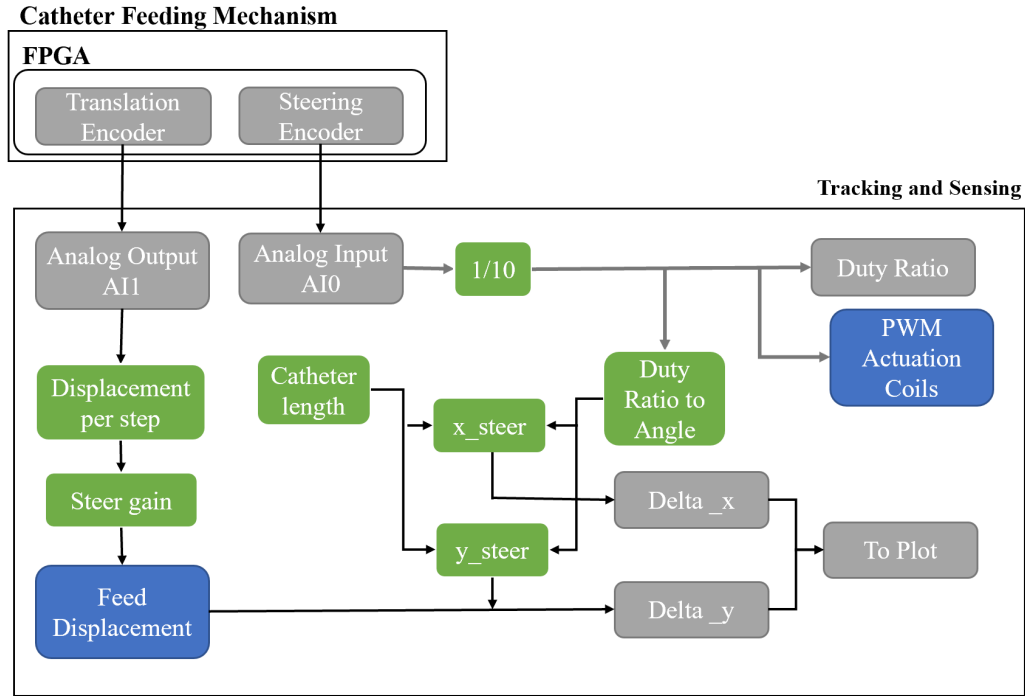 Catheter Feeding Mechanism
FPGA
Translation
Encoder
Steering
Encoder
Tracking and Sensing
Analog Output
AI1
Analog Input
AI0
1/10
Duty Ratio
PWM
Actuation
Coils
Displacement
per step
Catheter
length
Duty
Ratio to
Angle
x_steer
Steer gain
Delta _x
y_steer
To Plot
Feed
Displacement
Delta _y